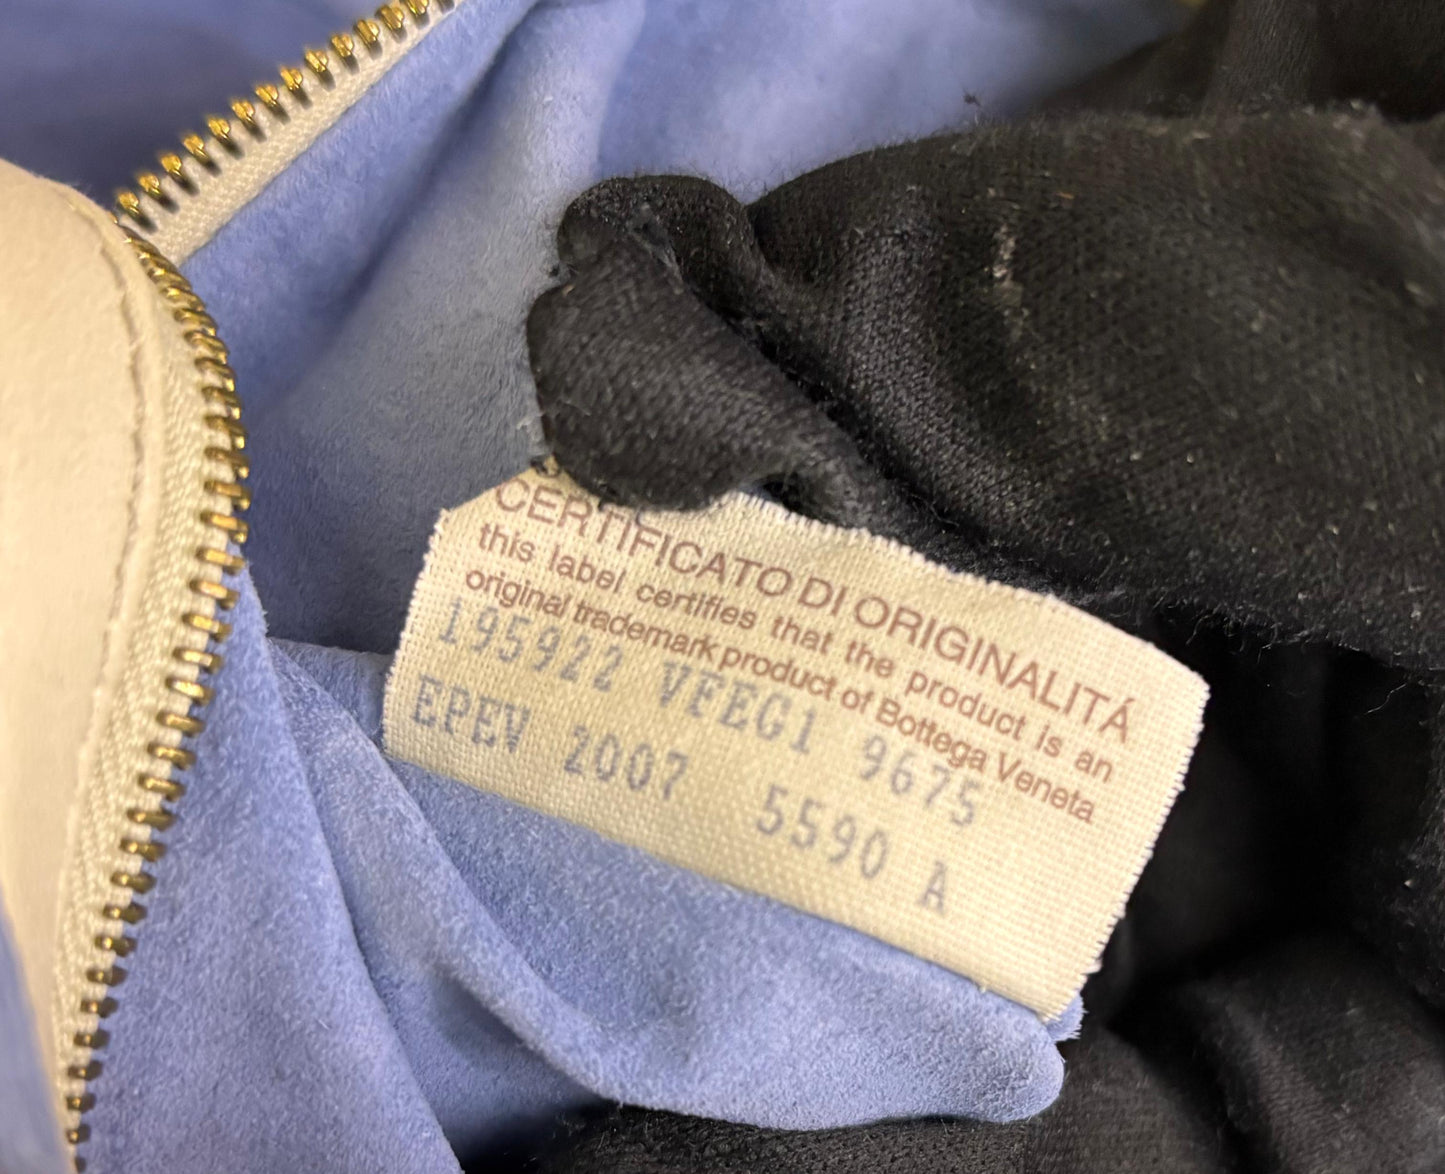 CERTIFICATO DI ORIGINALITÁ
this label certifies that the product is an
original trademark product of Bottega Veneta
195922 VFEG1 9675
EPEV 2007 5590 A